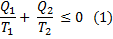 Q₁/T₁ + Q₂/T₂ ≤ 0 (1)